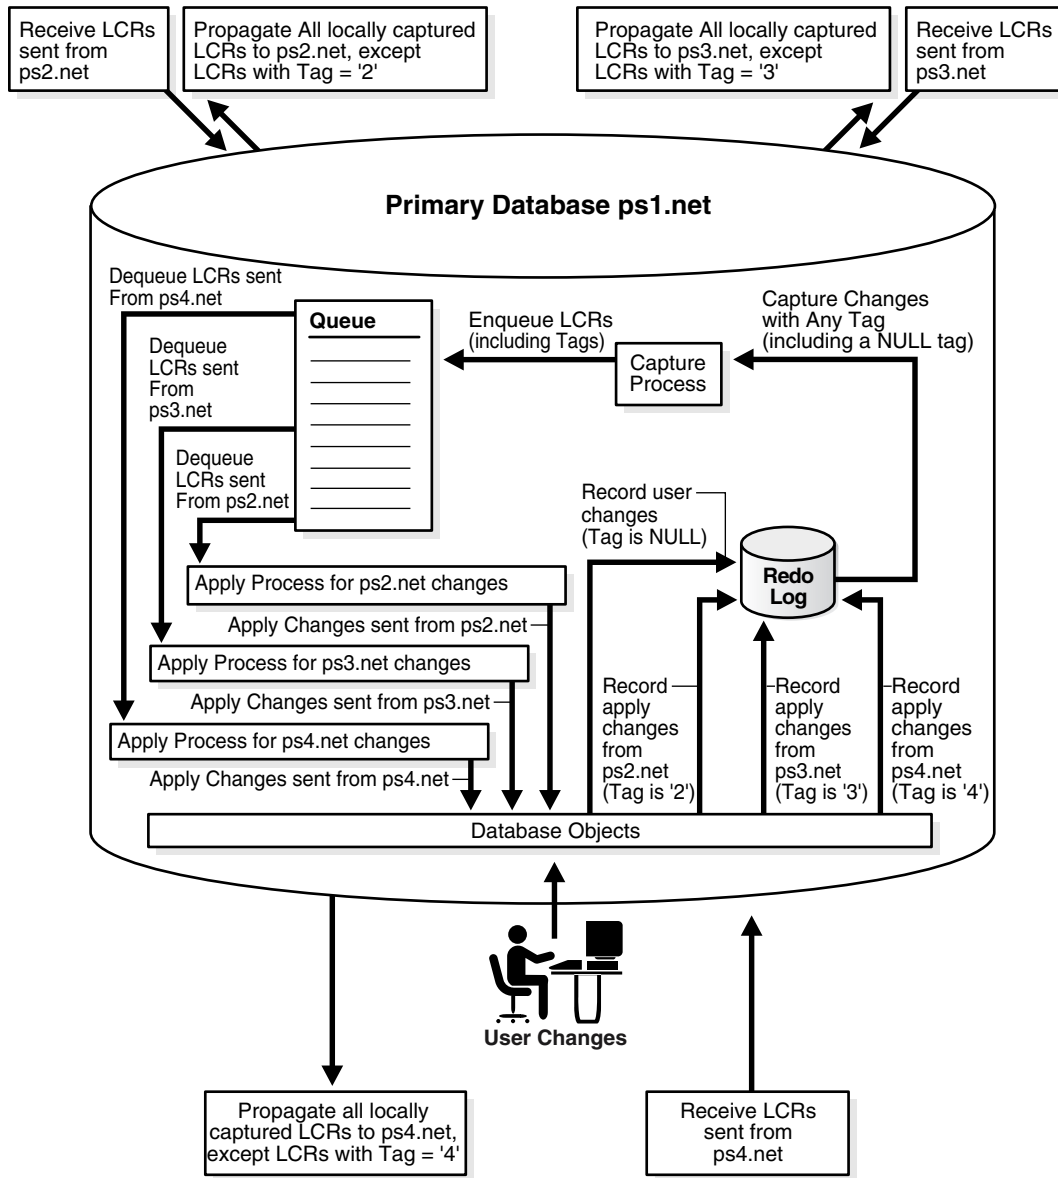 Receive LCRs
sent from
ps2.net
Propagate All locally captured
LCRs to ps2.net, except
LCRs with Tag = '2'
Propagate All locally captured
LCRs to ps3.net, except
LCRs with Tag = '3'
Receive LCRs
sent from
ps3.net
Primary Database ps1.net
Dequeue LCRs sent
From ps4.net
Dequeue
LCRs sent
From
ps3.net
Dequeue
LCRs sent
From ps2.net
Queue
Enqueue LCRs
(including Tags)
Capture
Process
Capture Changes
with Any Tag
(including a NULL tag)
Record user
changes
(Tag is NULL)
Redo
Log
Apply Process for ps2.net changes
Apply Changes sent from ps2.net
Apply Process for ps3.net changes
Apply Changes sent from ps3.net
Apply Process for ps4.net changes
Apply Changes sent from ps4.net
Record
apply
changes
from
ps2.net
(Tag is '2')
Record
apply
changes
from
ps3.net
(Tag is '3')
Record
apply
changes
from
ps4.net
(Tag is '4')
Database Objects
User Changes
Propagate all locally
captured LCRs to ps4.net,
except LCRs with Tag = '4'
Receive LCRs
sent from
ps4.net